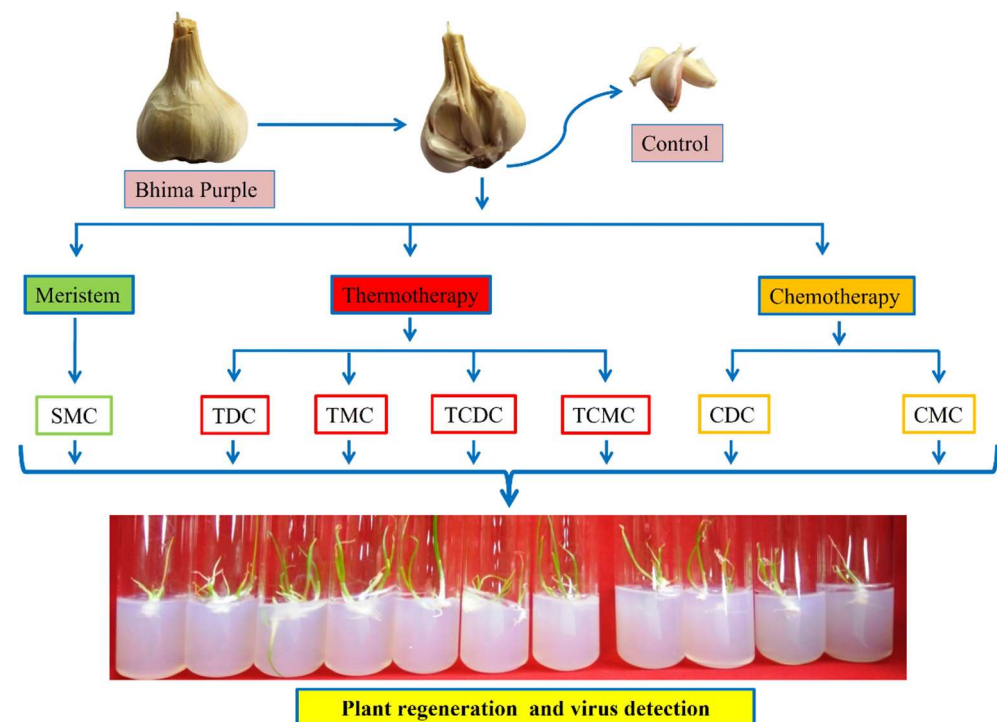 Bhima Purple
Control
Meristem
Thermotherapy
Chemotherapy
SMC
TDC
TMC
TCDC
TCMC
CDC
CMC
Plant regeneration and virus detection